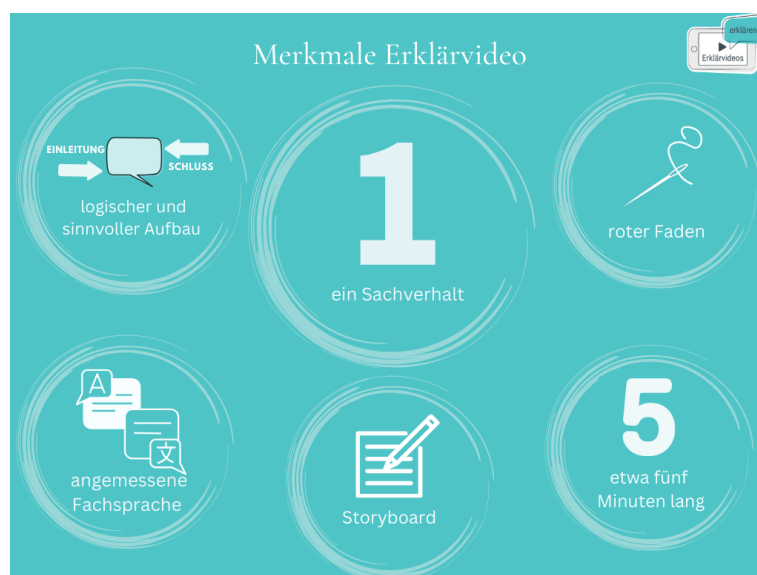 Merkmale Erklärvideo
erklären
Erklärvideos
EINLEITUNG
SCHLUSS
logischer und
sinnvoller Aufbau
1
ein Sachverhalt
roter Faden
A
文
angemessene
Fachsprache
Storyboard
5
etwa fünf
Minuten lang